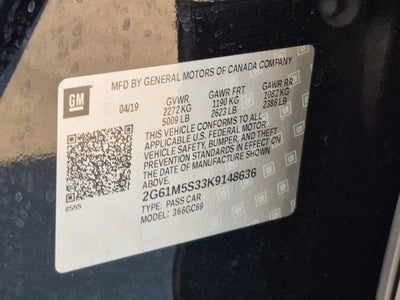 MFD BY GENERAL MOTORS OF CANADA COMPANY
GM
04/19 GVWR GAWR FRT GAWR RR
2272 KG 1190 KG 1082 KG
5009 LB 2623 LB 2386 LB
THIS VEHICLE CONFORMS TO ALL
APPLICABLE U.S. FEDERAL MOTOR
VEHICLE SAFETY, BUMPER, AND THEFT
PREVENTION STANDARDS IN EFFECT ON
THE DATE OF MANUFACTURE SHOWN
ABOVE.
2G61M5S33K9148636
TYPE: PASS CAR
MODEL: 366GC69